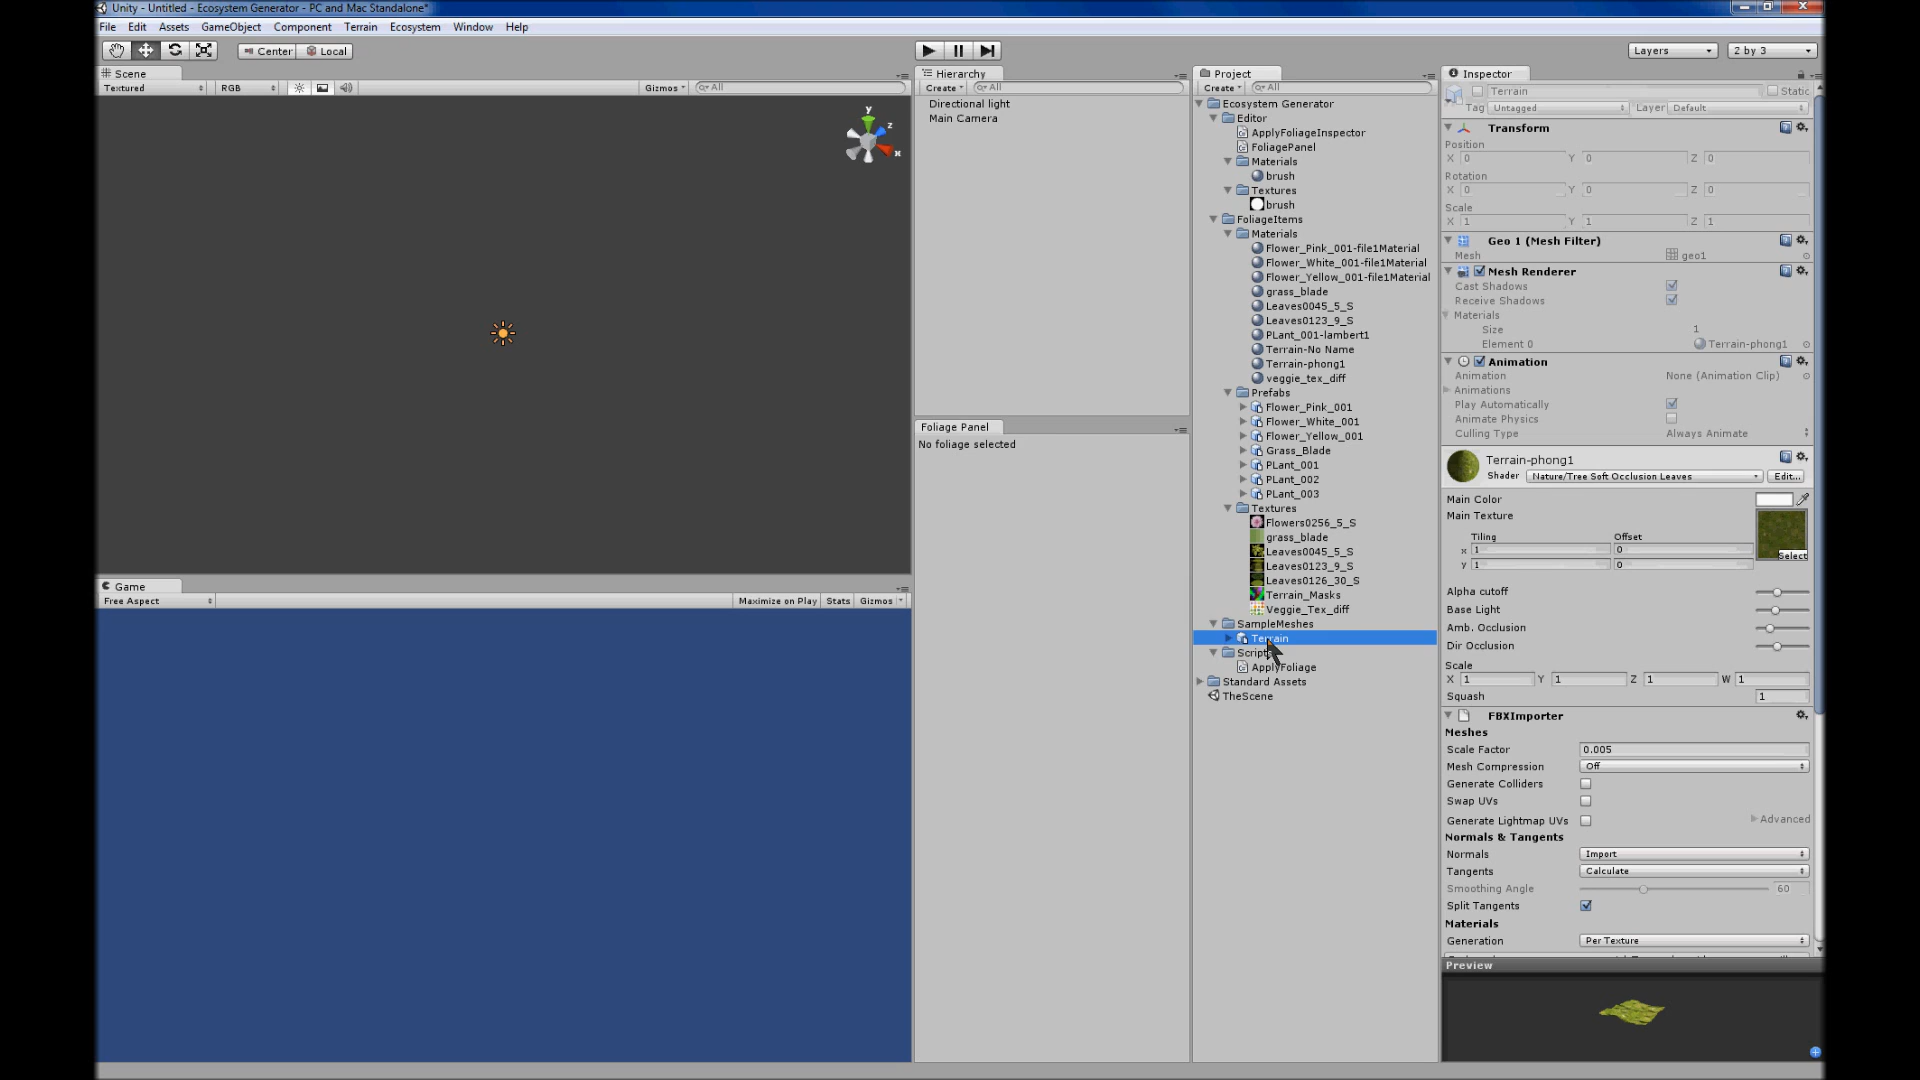 Unity - Untitled - Ecosystem Generator - PC and Mac Standalone*
File Edit Assets GameObject Component Terrain Ecosystem Window Help
Center Local
Layers
2 by 3
Scene
Textured RGB Gizmos All
y
z
x
Game
Free Aspect Maximize on Play Stats Gizmos
Hierarchy
Create All
Directional light
Main Camera
Foliage Panel
No foliage selected
Project
Create All
Ecosystem Generator
Editor
ApplyFoliageInspector
FoliagePanel
Materials
brush
Textures
brush
FoliageItems
Materials
Flower_Pink_001-file1Material
Flower_White_001-file1Material
Flower_Yellow_001-file1Material
grass_blade
Leaves0045_5_S
Leaves0123_9_S
PLant_001-lambert1
Terrain-No Name
Terrain-phong1
veggie_tex_diff
Prefabs
Flower_Pink_001
Flower_White_001
Flower_Yellow_001
Grass_Blade
PLant_001
PLant_002
PLant_003
Textures
Flowers0256_5_S
grass_blade
Leaves0045_5_S
Leaves0123_9_S
Leaves0126_30_S
Terrain_Masks
Veggie_Tex_diff
SampleMeshes
Terrain
Scripts
ApplyFoliage
Standard Assets
TheScene
Inspector
Terrain Static
Tag Untagged Layer Default
Transform
Position
X 0 Y 0 Z 0
Rotation
X 0 Y 0 Z 0
Scale
X 1 Y 1 Z 1
Geo 1 (Mesh Filter)
Mesh geo1
Mesh Renderer
Cast Shadows
Receive Shadows
Materials
Size 1
Element 0 Terrain-phong1
Animation
Animation None (Animation Clip)
Animations
Play Automatically
Animate Physics
Culling Type Always Animate
Terrain-phong1
Shader Nature/Tree Soft Occlusion Leaves Edit...
Main Color
Main Texture
Tiling Offset
x 1 0
y 1 0
Select
Alpha cutoff
Base Light
Amb. Occlusion
Dir Occlusion
Scale
X 1 Y 1 Z 1 W 1
Squash 1
FBXImporter
Meshes
Scale Factor 0.005
Mesh Compression Off
Generate Colliders
Swap UVs
Generate Lightmap UVs Advanced
Normals & Tangents
Normals Import
Tangents Calculate
Smoothing Angle 60
Split Tangents
Materials
Generation Per Texture
Preview